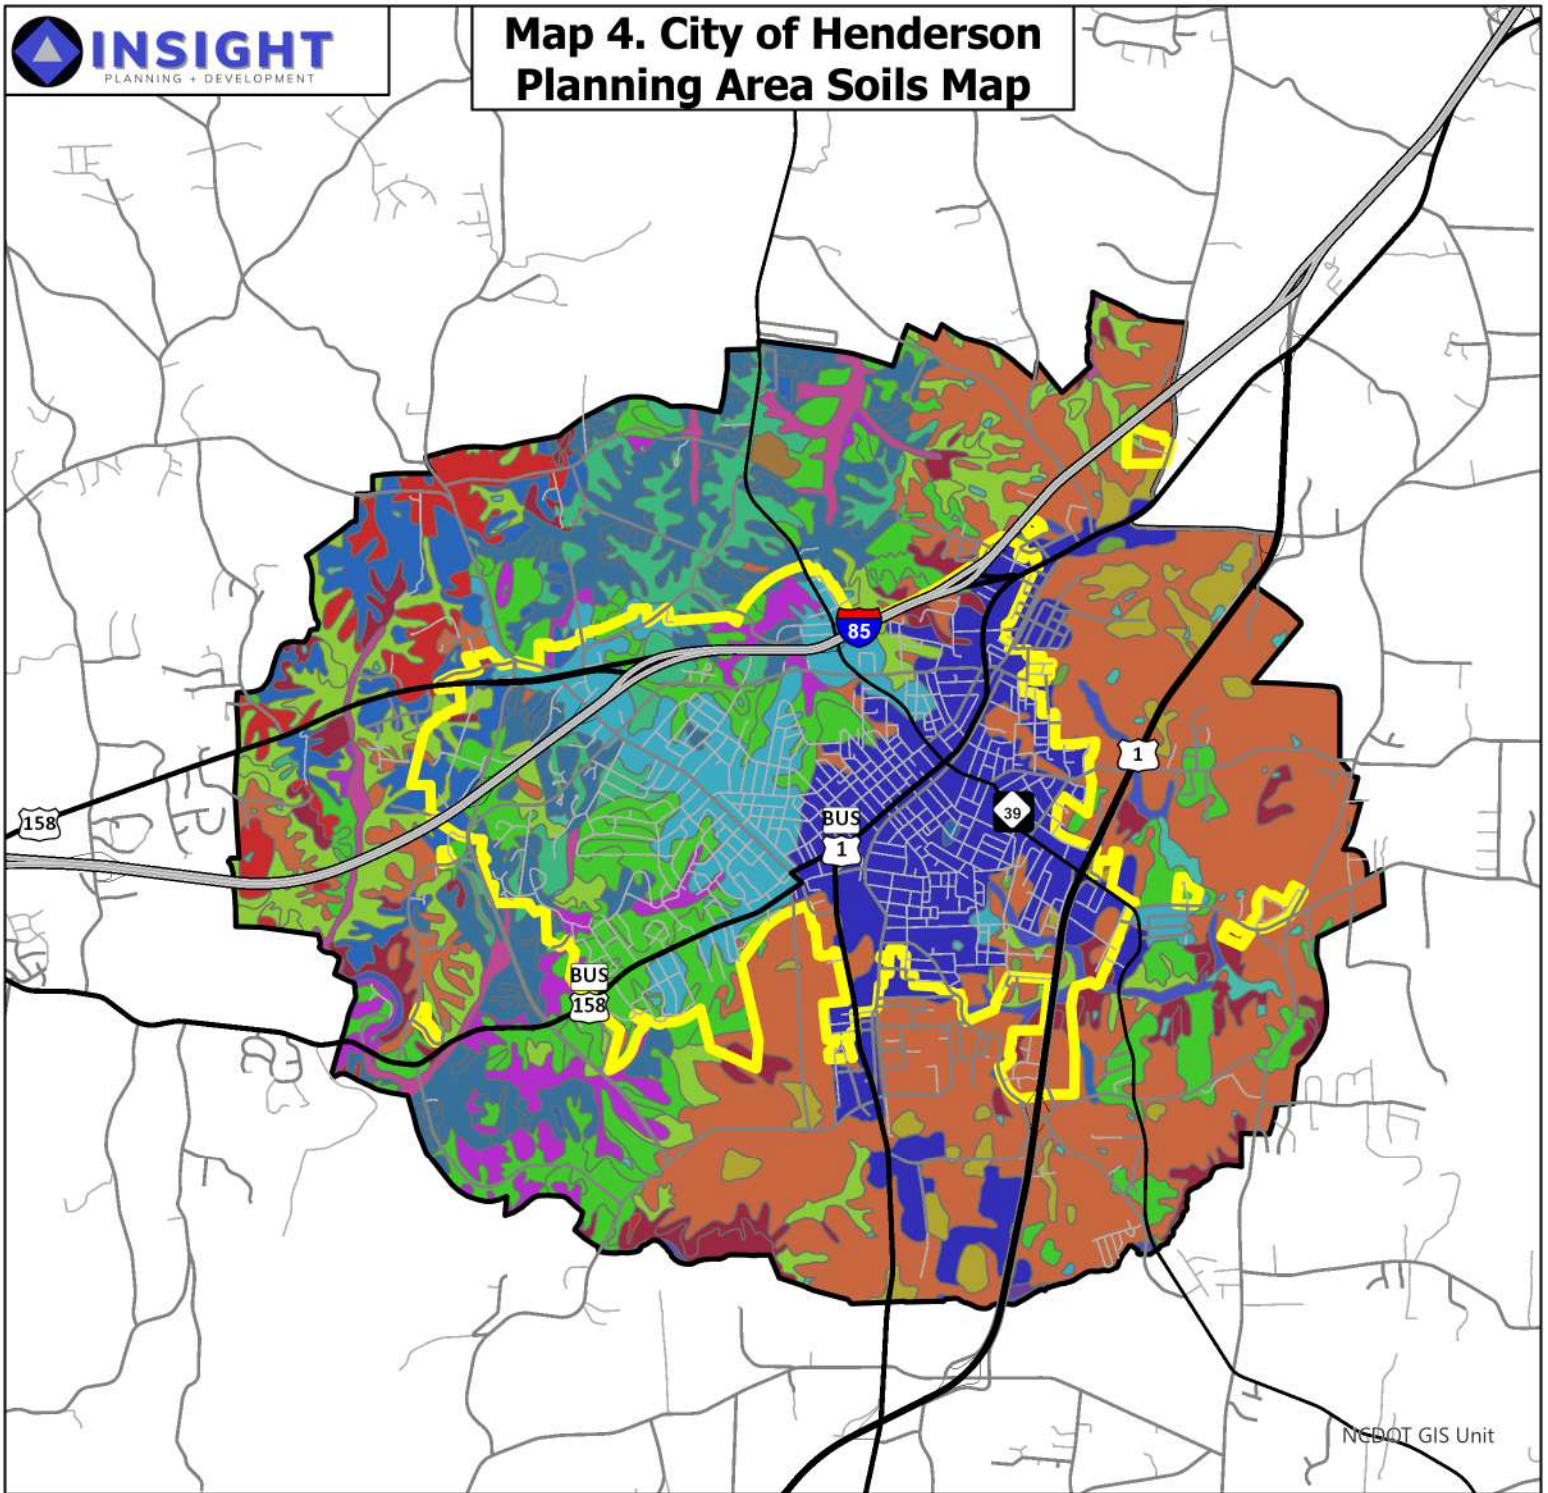 INSIGHT
PLANNING + DEVELOPMENT
Map 4. City of Henderson
Planning Area Soils Map
85
1
158
BUS
1
39
BUS
158
NCDOT GIS Unit